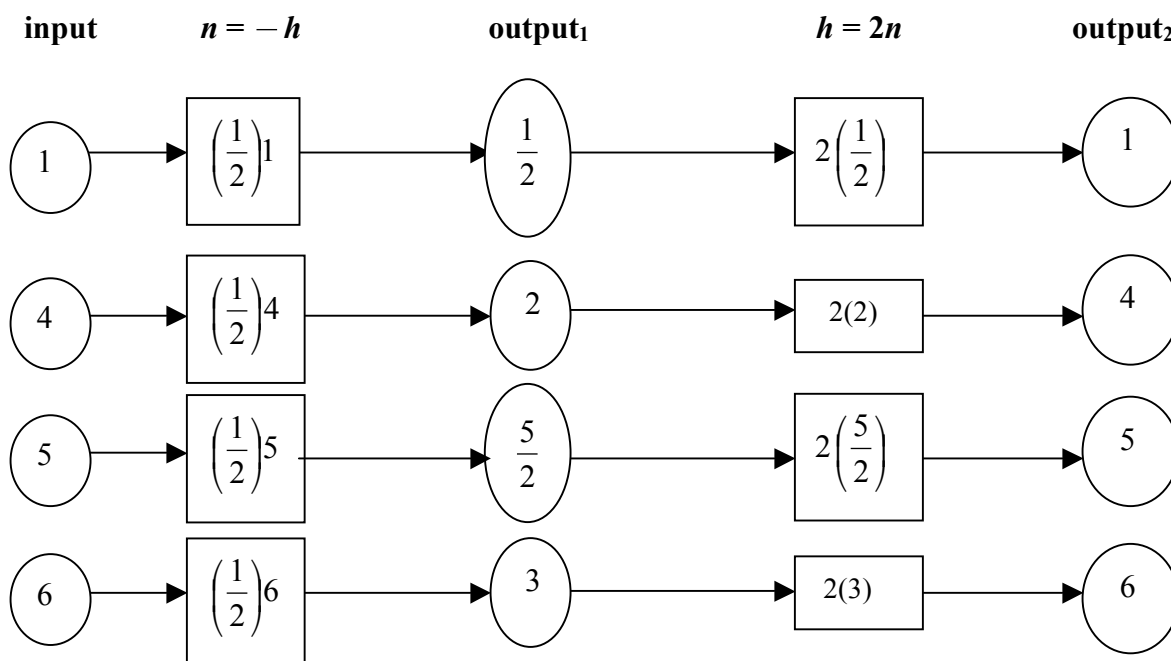 input n = – h output₁ h = 2n output₂
1 (1/2)1 1/2 2(1/2) 1
4 (1/2)4 2 2(2) 4
5 (1/2)5 5/2 2(5/2) 5
6 (1/2)6 3 2(3) 6